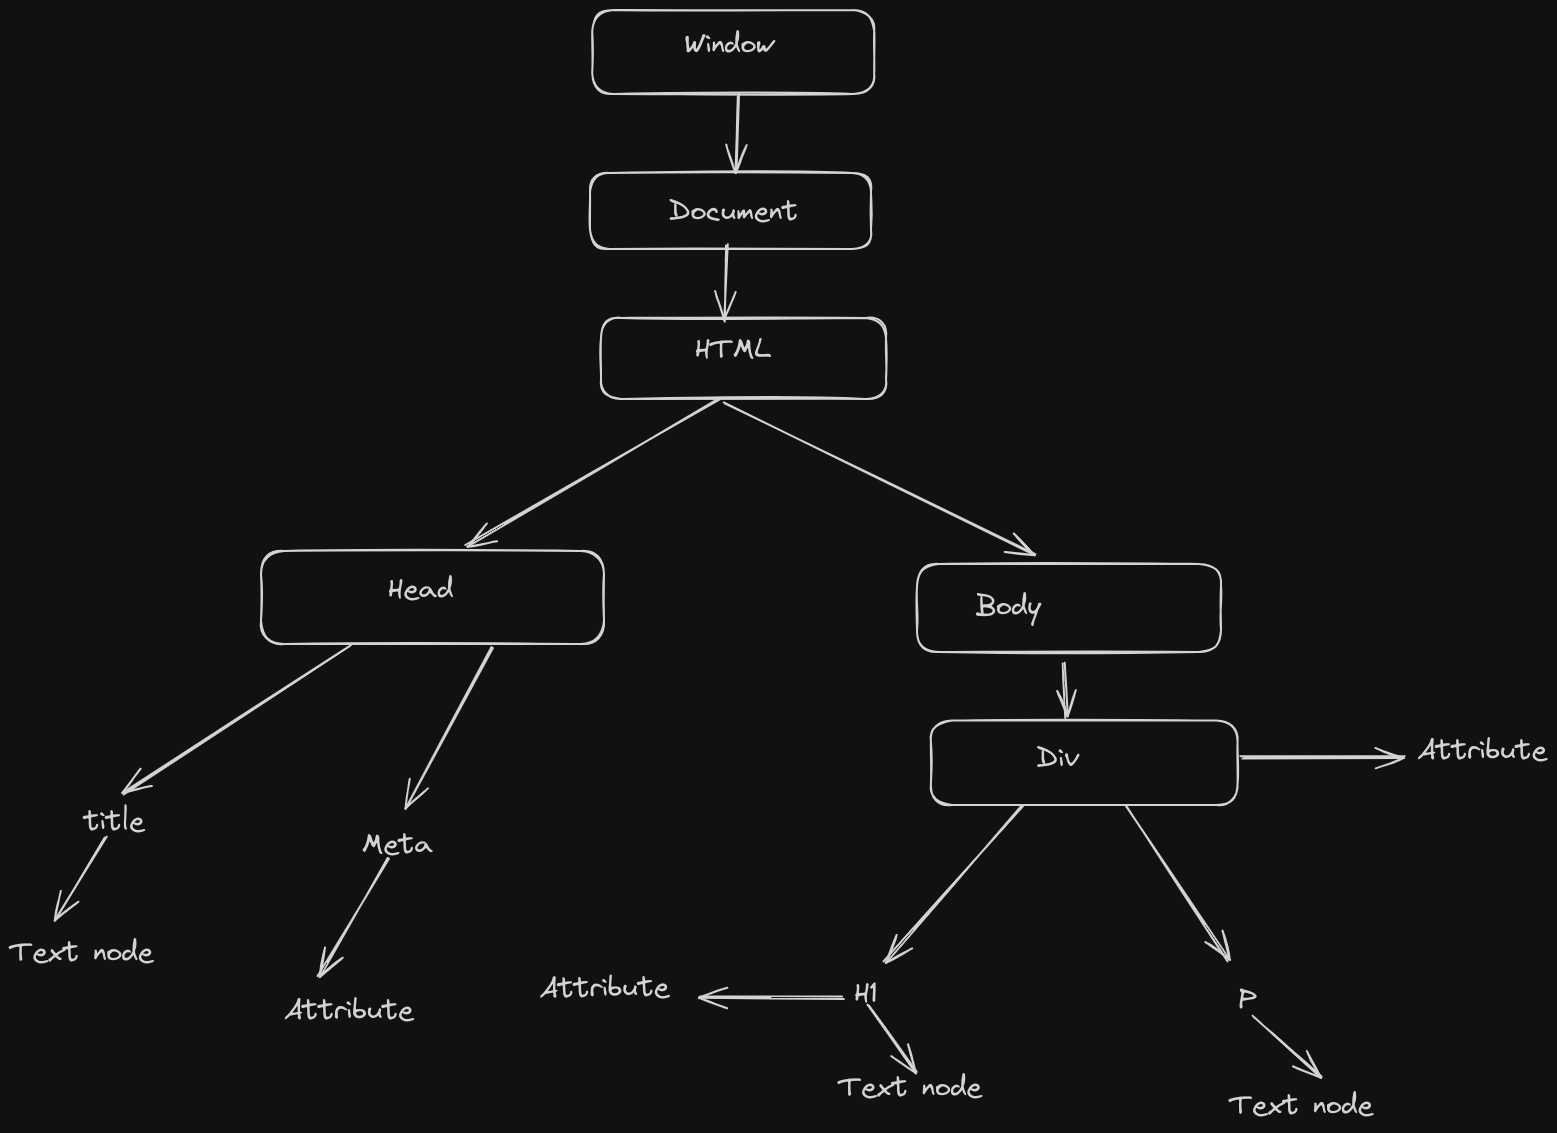 Window
Document
HTML
Head
Body
Div
Attribute
title
Meta
Text node
Attribute
Attribute
H1
P
Text node
Text node